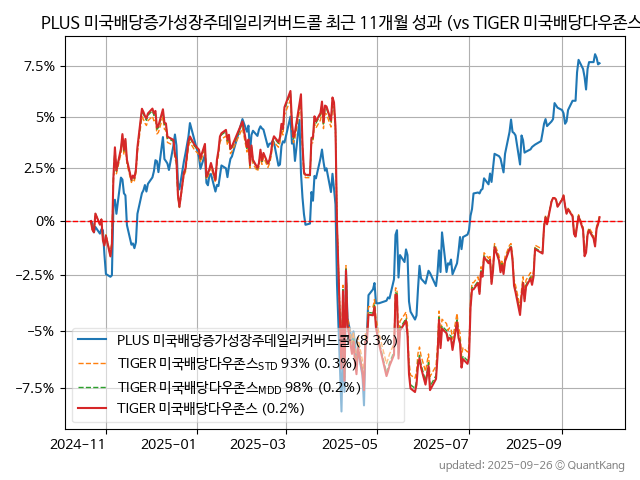 PLUS 미국배당증가성장주데일리커버드콜 최근 11개월 성과 (vs TIGER 미국배당다우존스
7.5%
5%
2.5%
0%
−2.5%
−5%
−7.5%
PLUS 미국배당증가성장주데일리커버드콜 (8.3%)
TIGER 미국배당다우존스STD 93% (0.3%)
TIGER 미국배당다우존스MDD 98% (0.2%)
TIGER 미국배당다우존스 (0.2%)
2024-11 2025-01 2025-03 2025-05 2025-07 2025-09
updated: 2025-09-26 © QuantKang